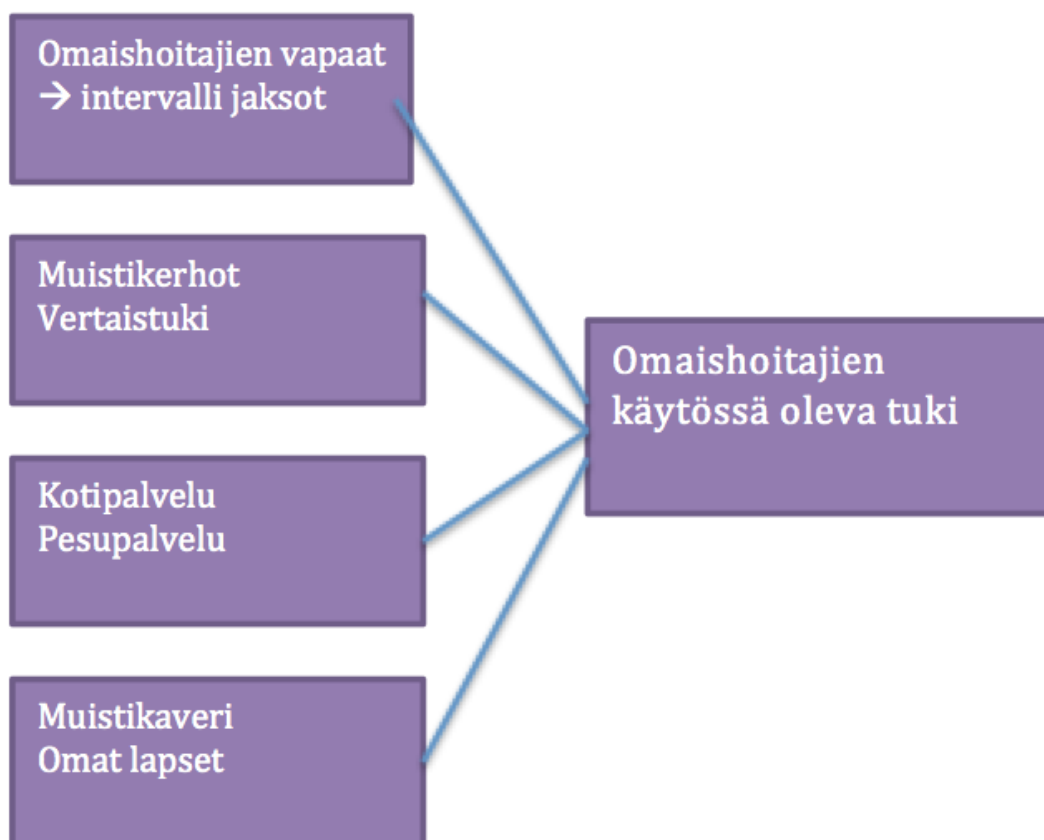 Omaishoitajien vapaat
→ intervalli jaksot
Muistikerhot
Vertaistuki
Kotipalvelu
Pesupalvelu
Muistikaveri
Omat lapset
Omaishoitajien
käytössä oleva tuki